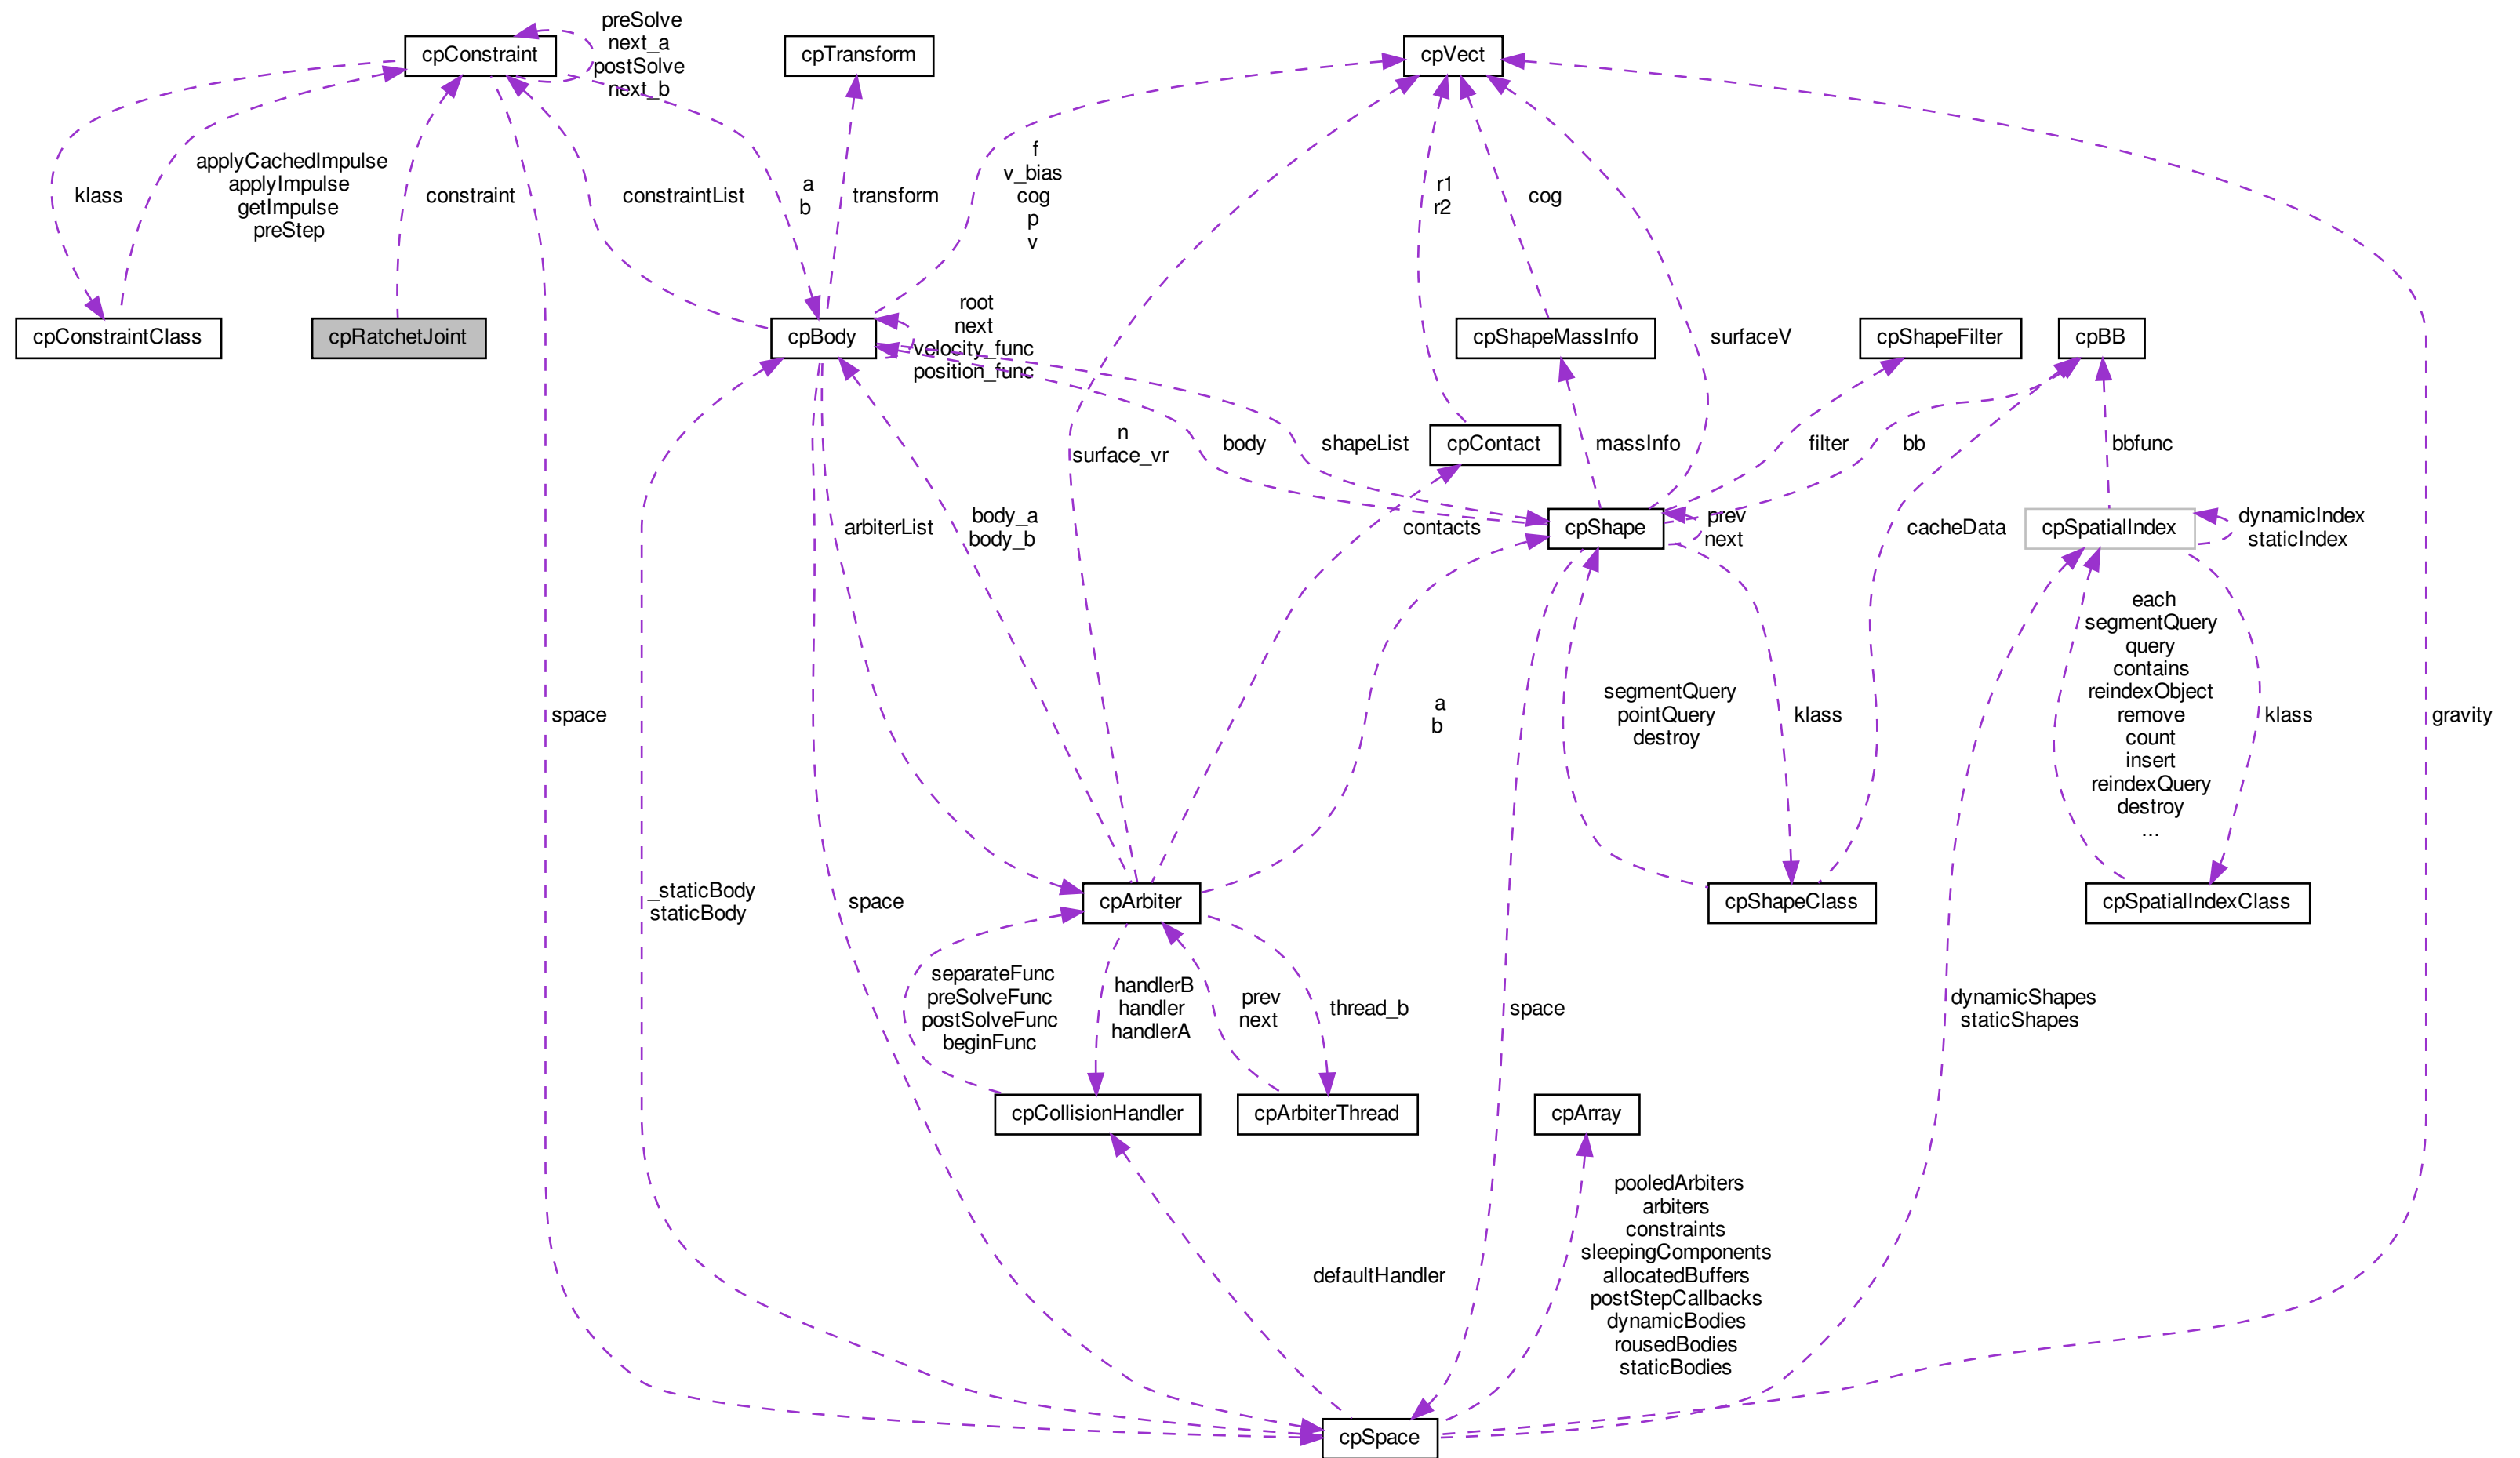 preSolve
next_a
postSolve
next_b
cpConstraint
cpTransform
cpVect
applyCachedImpulse
applyImpulse
getImpulse
preStep
klass
constraint
constraintList
a
b
transform
f
v_bias
cog
p
v
r1
r2
cog
surfaceV
cpConstraintClass
cpRatchetJoint
cpBody
root
next
velocity_func
position_func
cpShapeMassInfo
cpShapeFilter
cpBB
n
surface_vr
body
shapeList
cpContact
massInfo
filter
bb
bbfunc
arbiterList
body_a
body_b
contacts
cpShape
prev
next
cacheData
cpSpatialIndex
dynamicIndex
staticIndex
space
a
b
segmentQuery
pointQuery
destroy
klass
each
segmentQuery
query
contains
reindexObject
remove
count
insert
reindexQuery
destroy
...
klass
gravity
_staticBody
staticBody
space
cpArbiter
cpShapeClass
cpSpatialIndexClass
separateFunc
preSolveFunc
postSolveFunc
beginFunc
handlerB
handler
handlerA
prev
next
thread_b
space
dynamicShapes
staticShapes
cpCollisionHandler
cpArbiterThread
cpArray
defaultHandler
pooledArbiters
arbiters
constraints
sleepingComponents
allocatedBuffers
postStepCallbacks
dynamicBodies
rousedBodies
staticBodies
cpSpace